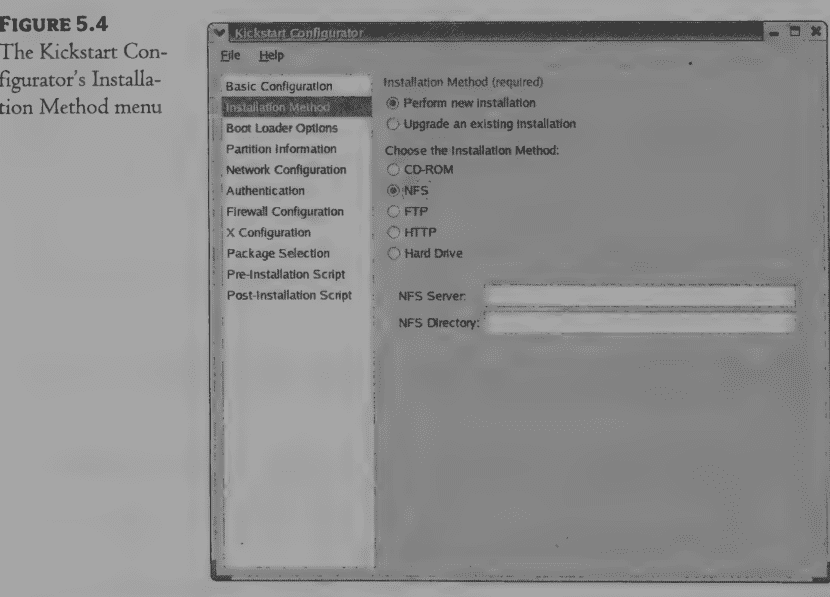 FIGURE 5.4
The Kickstart Con-
figurator's Installa-
tion Method menu
Kickstart Configurator
File Help
Basic Configuration
Installation Method
Boot Loader Options
Partition Information
Network Configuration
Authentication
Firewall Configuration
X Configuration
Package Selection
Pre-Installation Script
Post-Installation Script
Installation Method (required)
Perform new installation
Upgrade an existing installation
Choose the Installation Method:
CD-ROM
NFS
FTP
HTTP
Hard Drive
NFS Server:
NFS Directory: